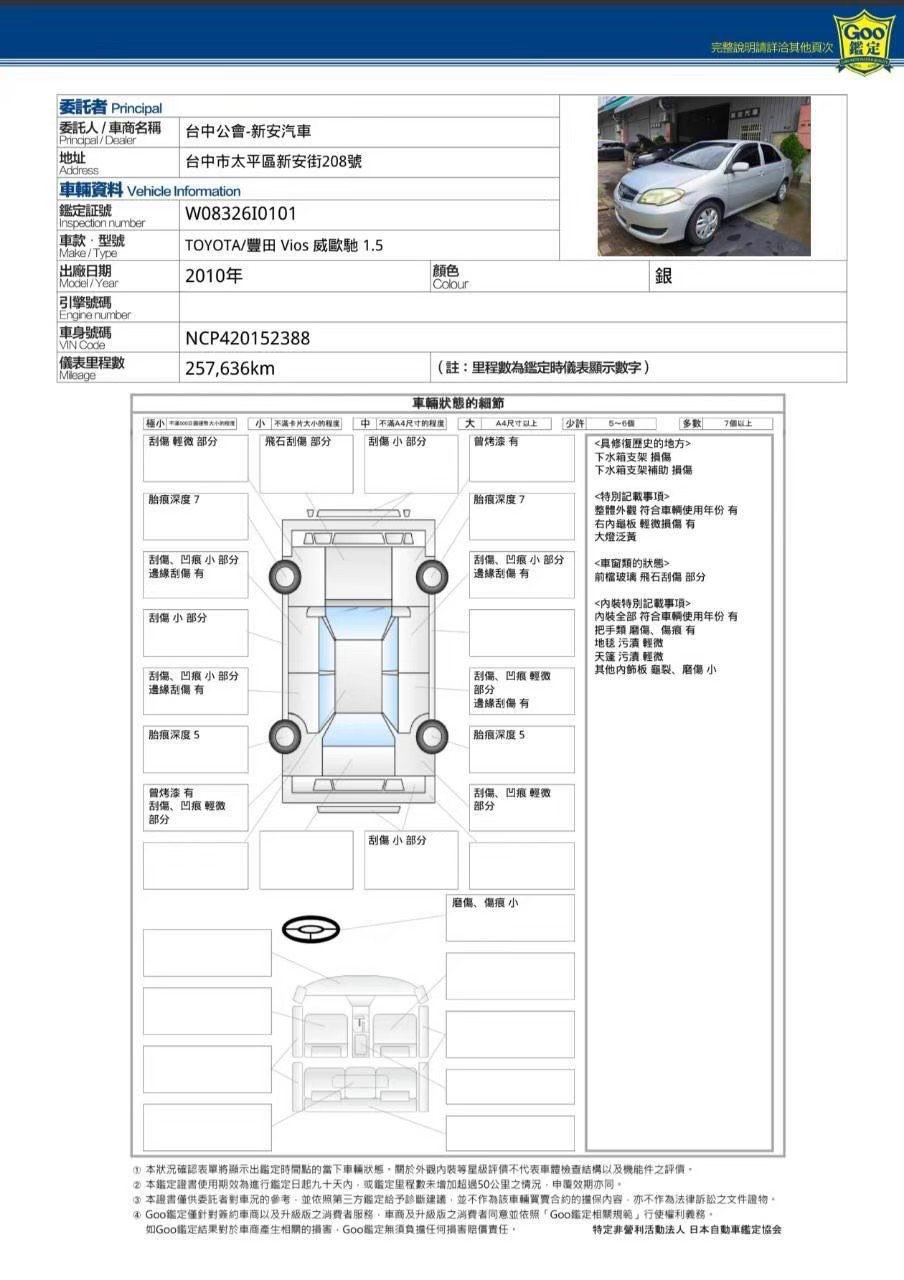 完整說明請詳洽其他頁次
Goo
鑑定
委託者 Principal
委託人 / 車商名稱
Principal / Dealer
台中公會-新安汽車
地址
Address
台中市太平區新安街208號
車輛資料 Vehicle Information
鑑定証號
Inspection number
W08326I0101
車款‧型號
Make / Type
TOYOTA/豐田 Vios 威歐馳 1.5
出廠日期
Model / Year
2010年
顏色
Colour
銀
引擎號碼
Engine number
車身號碼
VIN Code
NCP420152388
儀表里程數
Mileage
257,636km
（註：里程數為鑑定時儀表顯示數字）
車輛狀態的細節
極小
小 不滿卡片大小的程度
中 不滿A4尺寸的程度
大 A4尺寸以上
少許 5~6個
多數 7個以上
刮傷 輕微 部分
飛石刮傷 部分
刮傷 小 部分
曾烤漆 有
胎痕深度 7
胎痕深度 7
刮傷、凹痕 小 部分
邊緣刮傷 有
刮傷、凹痕 小 部分
邊緣刮傷 有
刮傷 小 部分
刮傷、凹痕 小 部分
邊緣刮傷 有
刮傷、凹痕 輕微
部分
邊緣刮傷 有
胎痕深度 5
胎痕深度 5
曾烤漆 有
刮傷、凹痕 輕微
部分
刮傷、凹痕 輕微
部分
刮傷 小 部分
磨傷、傷痕 小
<具修復歷史的地方>
下水箱支架 損傷
下水箱支架補助 損傷
<特別記載事項>
整體外觀 符合車輛使用年份 有
右內龜板 輕微損傷 有
大燈泛黃
<車窗類的狀態>
前檔玻璃 飛石刮傷 部分
<內裝特別記載事項>
內裝全部 符合車輛使用年份 有
把手類 磨傷、傷痕 有
地毯 污漬 輕微
天篷 污漬 輕微
其他內飾板 龜裂、磨傷 小
① 本狀況確認表單將顯示出鑑定時間點的當下車輛狀態。關於外觀內裝等星級評價不代表車體檢查結構以及機能件之評價。
② 本鑑定證書使用期效為進行鑑定日起九十天內，或鑑定里程數未增加超過50公里之情況，申覆效期亦同。
③ 本證書僅供委託者對車況的參考，並依照第三方鑑定給予診斷建議，並不作為該車輛買賣合約的擔保內容，亦不作為法律訴訟之文件證物。
④ Goo鑑定僅針對簽約車商以及升級版之消費者服務，車商及升級版之消費者同意並依照「Goo鑑定相關規範」行使權利義務。
如Goo鑑定結果對於車商產生相關的損害，Goo鑑定無須負擔任何損害賠償責任。
特定非營利活動法人 日本自動車鑑定協会